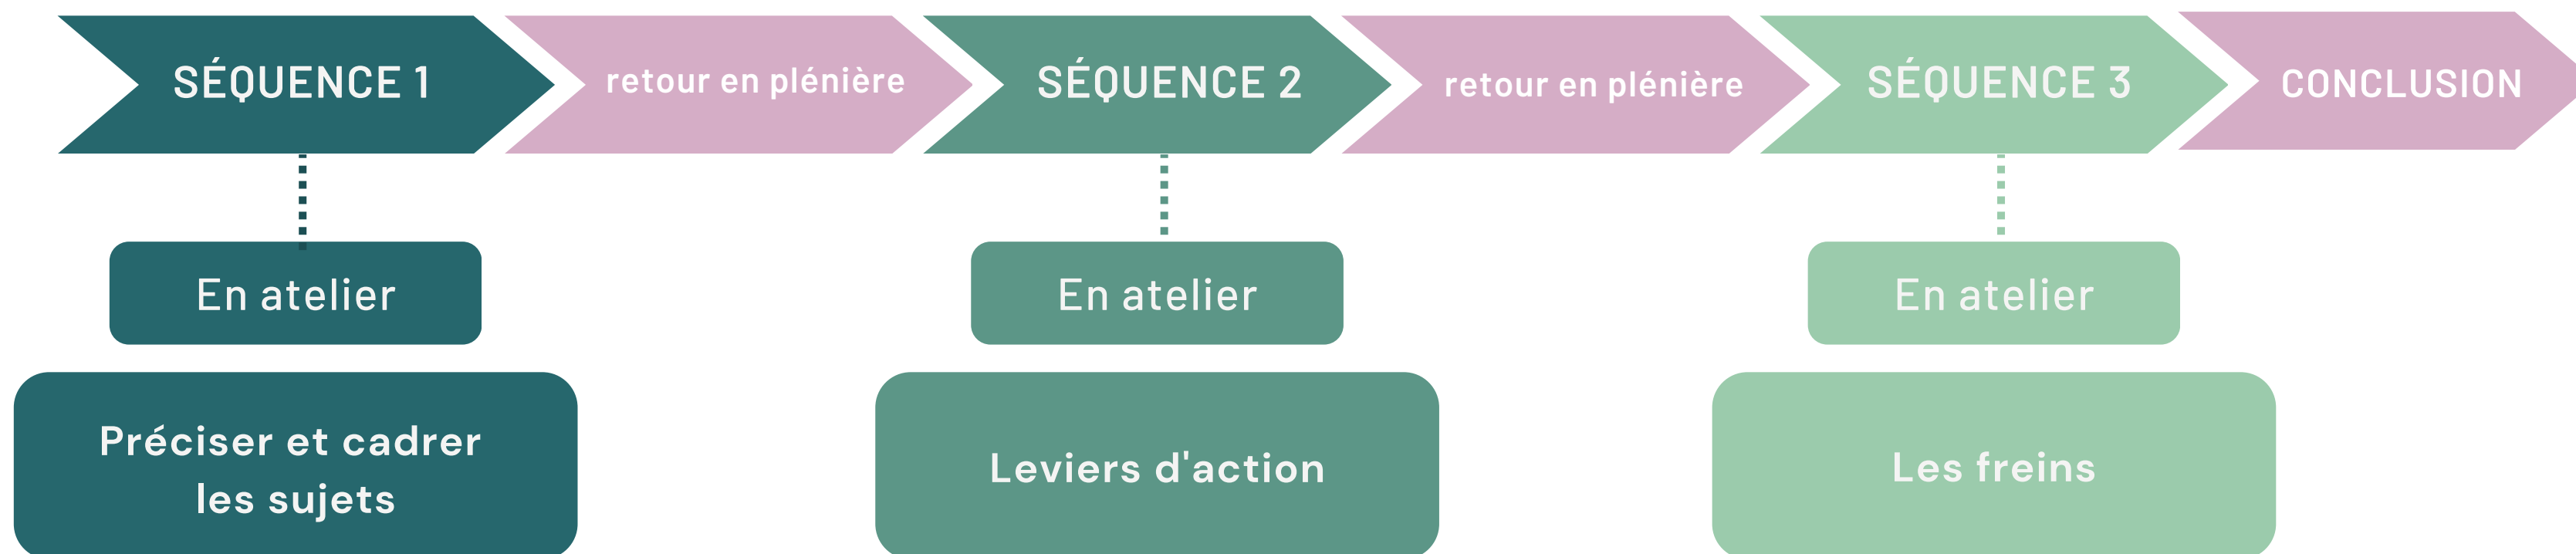 SÉQUENCE 1
retour en plénière
SÉQUENCE 2
retour en plénière
SÉQUENCE 3
CONCLUSION
En atelier
En atelier
En atelier
Préciser et cadrer
les sujets
Leviers d'action
Les freins